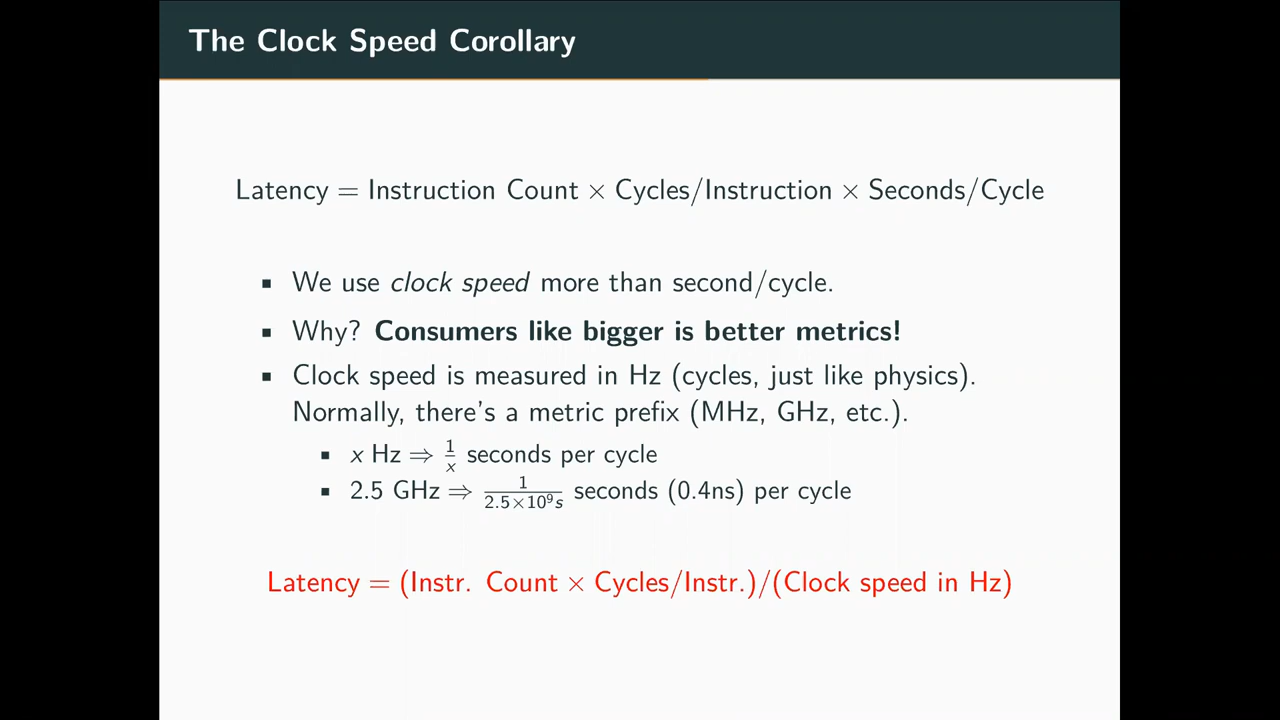 The Clock Speed Corollary
Latency = Instruction Count × Cycles/Instruction × Seconds/Cycle
▪ We use clock speed more than second/cycle.
▪ Why? Consumers like bigger is better metrics!
▪ Clock speed is measured in Hz (cycles, just like physics).
Normally, there's a metric prefix (MHz, GHz, etc.).
▪ x Hz ⇒ 1/x seconds per cycle
▪ 2.5 GHz ⇒ 1/2.5×10⁹s seconds (0.4ns) per cycle
Latency = (Instr. Count × Cycles/Instr.)/(Clock speed in Hz)